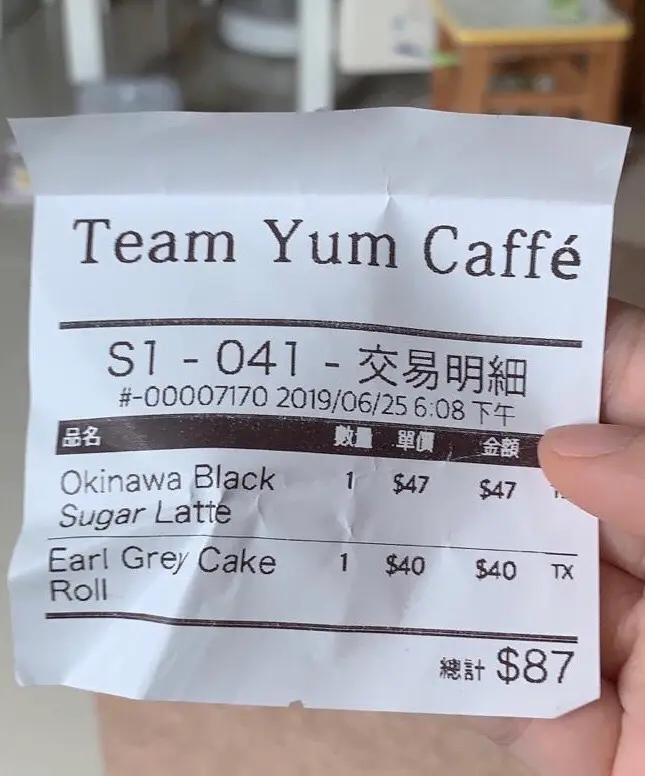 Team Yum Caffé
S1 - 041 - 交易明細
#-00007170 2019/06/25 6:08 下午
品名 數量 單價 金額
Okinawa Black 1 $47 $47
Sugar Latte
Earl Grey Cake 1 $40 $40 TX
Roll
總計 $87